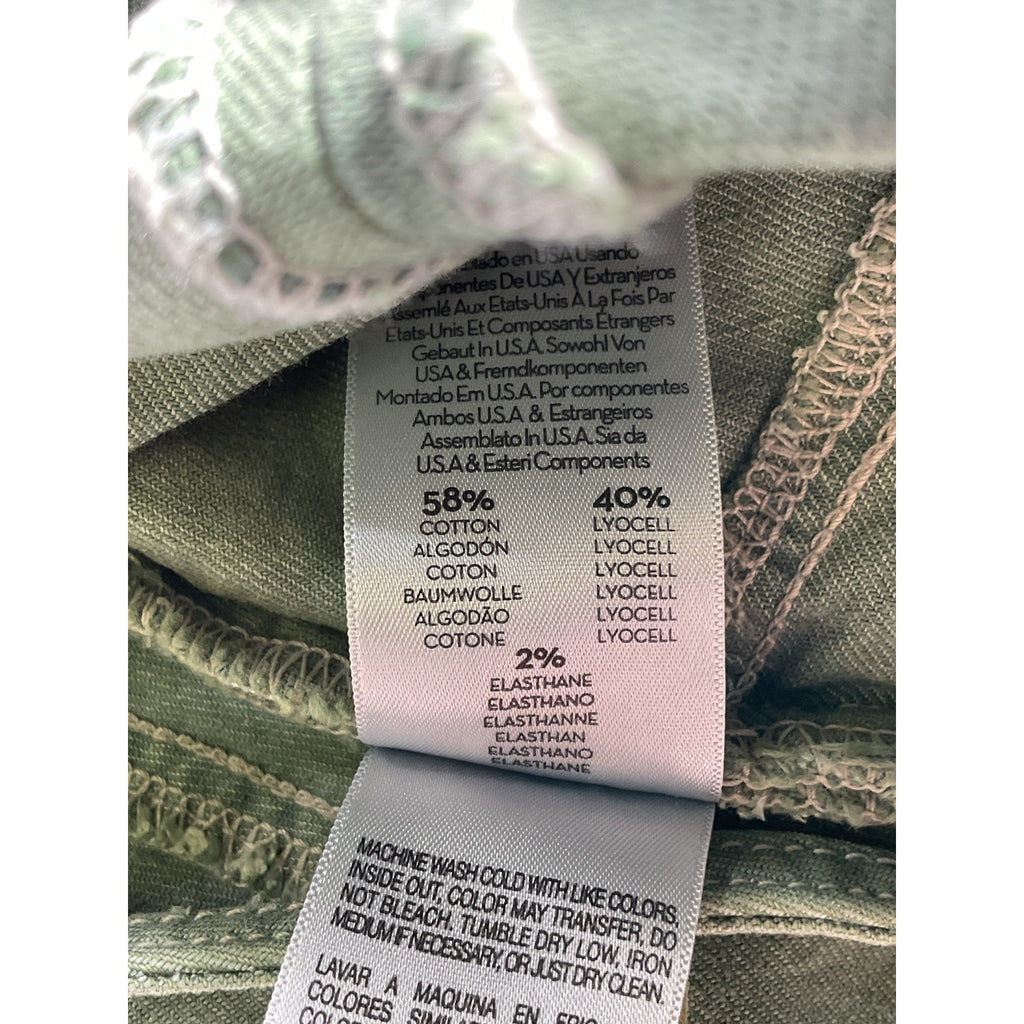 en USA Usando
De USA Y Extranjeros
Aux Etats-Unis À La Fois Par
Etats-Unis Et Composants Étrangers
Gebaut In U.S.A. Sowohl Von
USA & Fremdkomponenten
Montado Em U.S.A. Por componentes
Ambos U.S.A & Estrangeiros
Assemblato In U.S.A. Sia da
U.S.A & Esteri Components
58% 40%
COTTON LYOCELL
ALGODÓN LYOCELL
COTON LYOCELL
BAUMWOLLE LYOCELL
ALGODÃO LYOCELL
COTONE LYOCELL
2%
ELASTHANE
ELASTHANO
ELASTHANNE
ELASTHAN
ELASTHANO
ELASTHANE
MACHINE WASH COLD WITH LIKE COLORS,
INSIDE OUT, COLOR MAY TRANSFER, DO
NOT BLEACH, TUMBLE DRY LOW, IRON
MEDIUM IF NECESSARY, OR JUST DRY CLEAN.
LAVAR A MAQUINA EN
COLORES